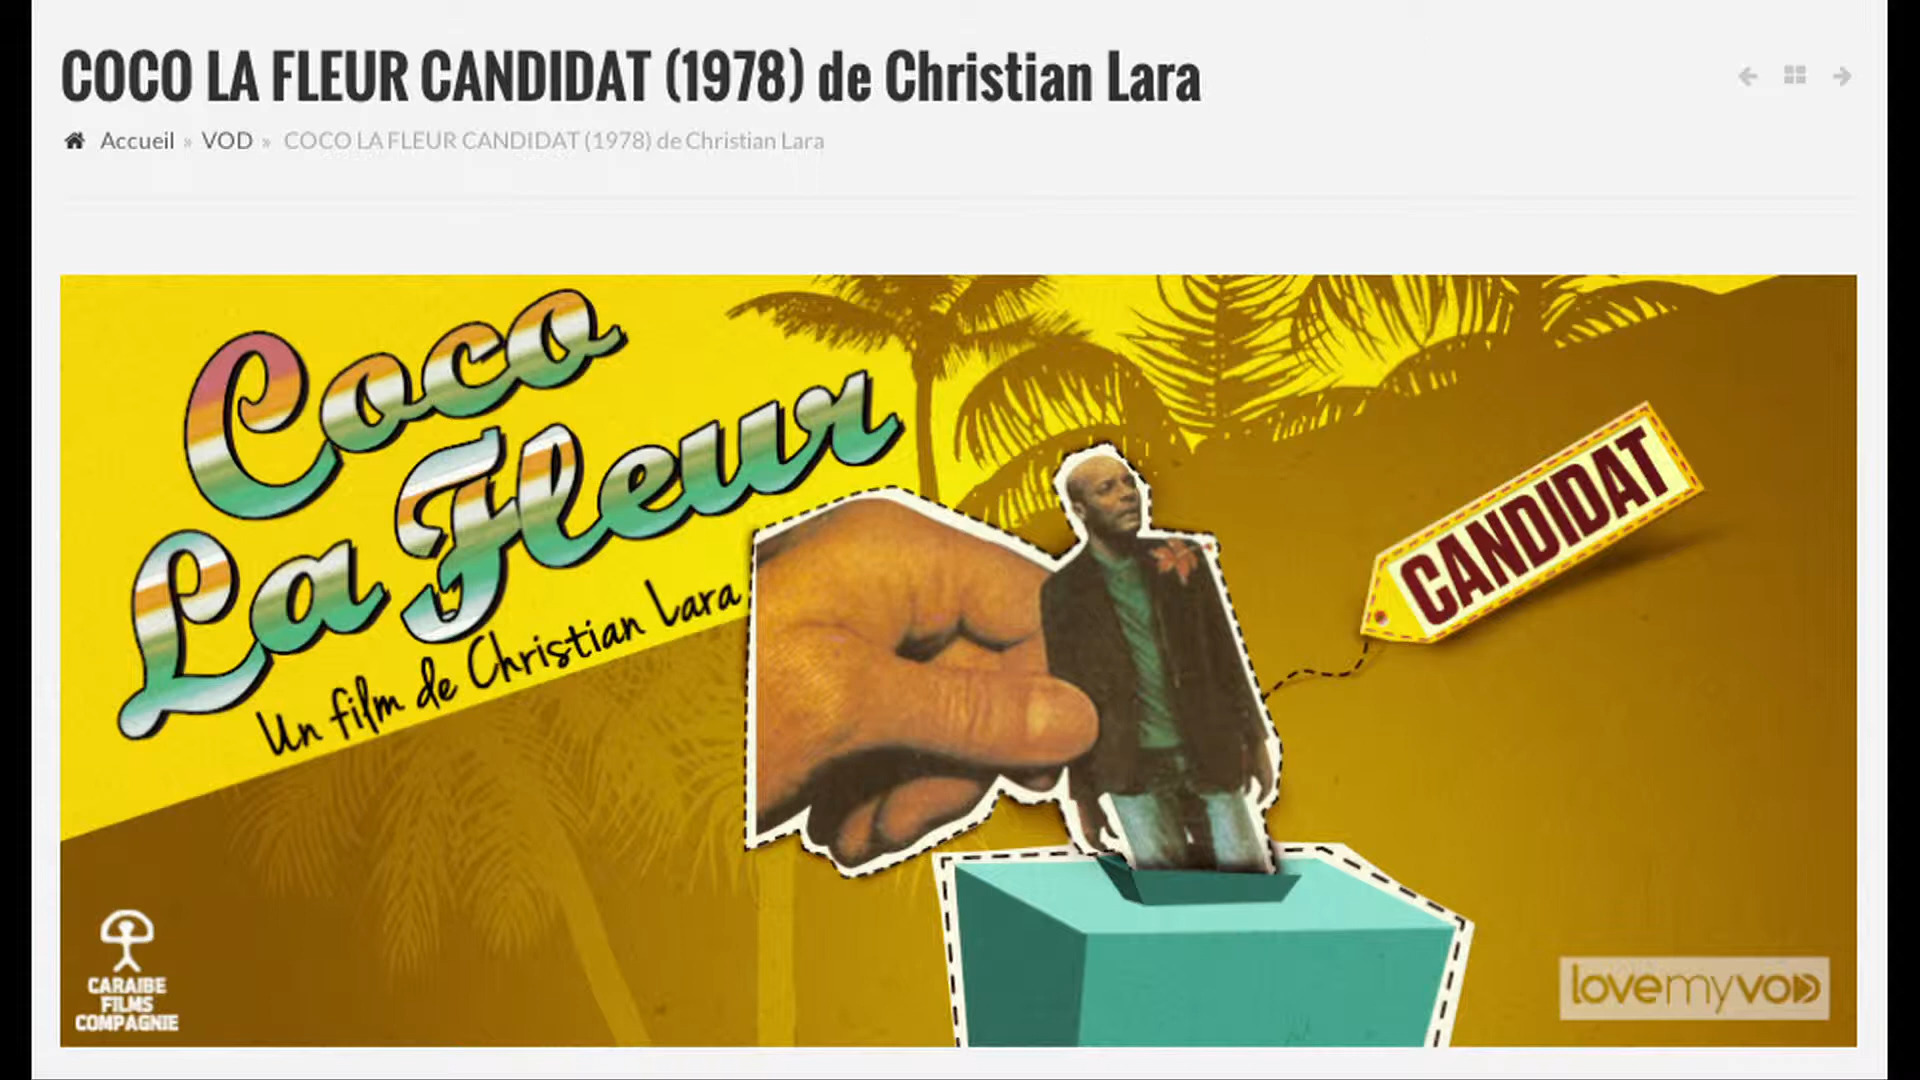 COCO LA FLEUR CANDIDAT (1978) de Christian Lara
Accueil » VOD » COCO LA FLEUR CANDIDAT (1978) de Christian Lara
Coco
La Fleur
Un film de Christian Lara
CANDIDAT
CARAIBE
FILMS
COMPAGNIE
lovemyvod